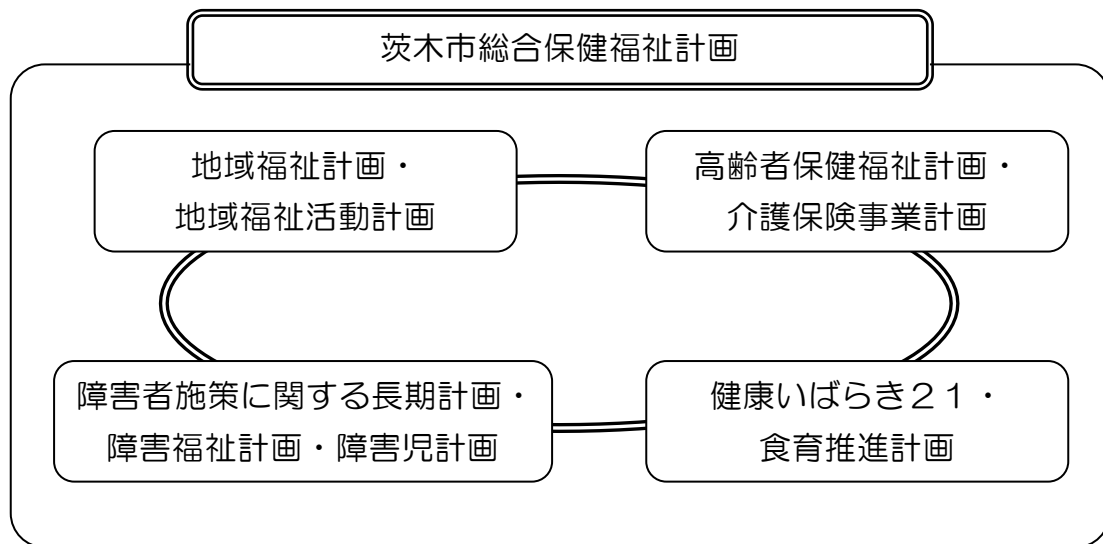 茨木市総合保健福祉計画
地域福祉計画・
地域福祉活動計画
高齢者保健福祉計画・
介護保険事業計画
障害者施策に関する長期計画・
障害福祉計画・障害児計画
健康いばらき２１・
食育推進計画